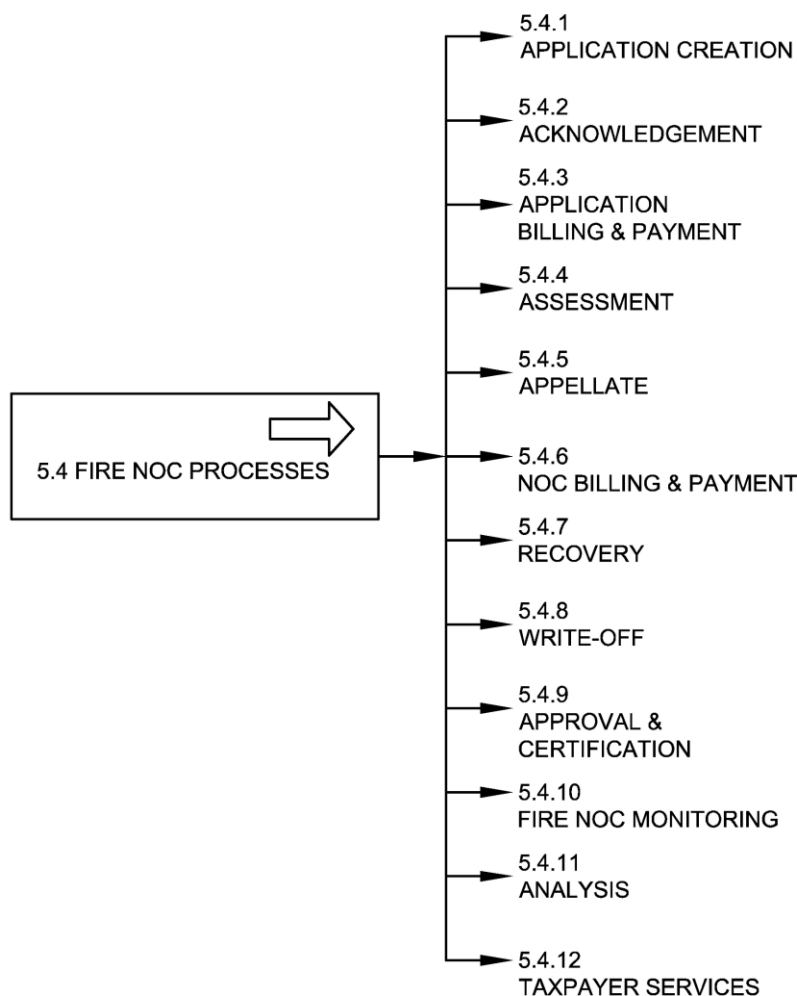 5.4.1
APPLICATION CREATION
5.4.2
ACKNOWLEDGEMENT
5.4.3
APPLICATION
BILLING & PAYMENT
5.4.4
ASSESSMENT
5.4.5
APPELLATE
5.4 FIRE NOC PROCESSES
5.4.6
NOC BILLING & PAYMENT
5.4.7
RECOVERY
5.4.8
WRITE-OFF
5.4.9
APPROVAL &
CERTIFICATION
5.4.10
FIRE NOC MONITORING
5.4.11
ANALYSIS
5.4.12
TAXPAYER SERVICES